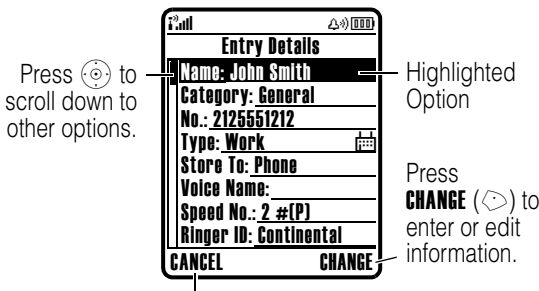 Entry Details
Press to
scroll down to
other options.
Name: John Smith
Category: General
No.: 2125551212
Type: Work
Store To: Phone
Voice Name:
Speed No.: 2 #(P)
Ringer ID: Continental
CANCEL CHANGE
Highlighted
Option
Press
CHANGE ( ) to
enter or edit
information.